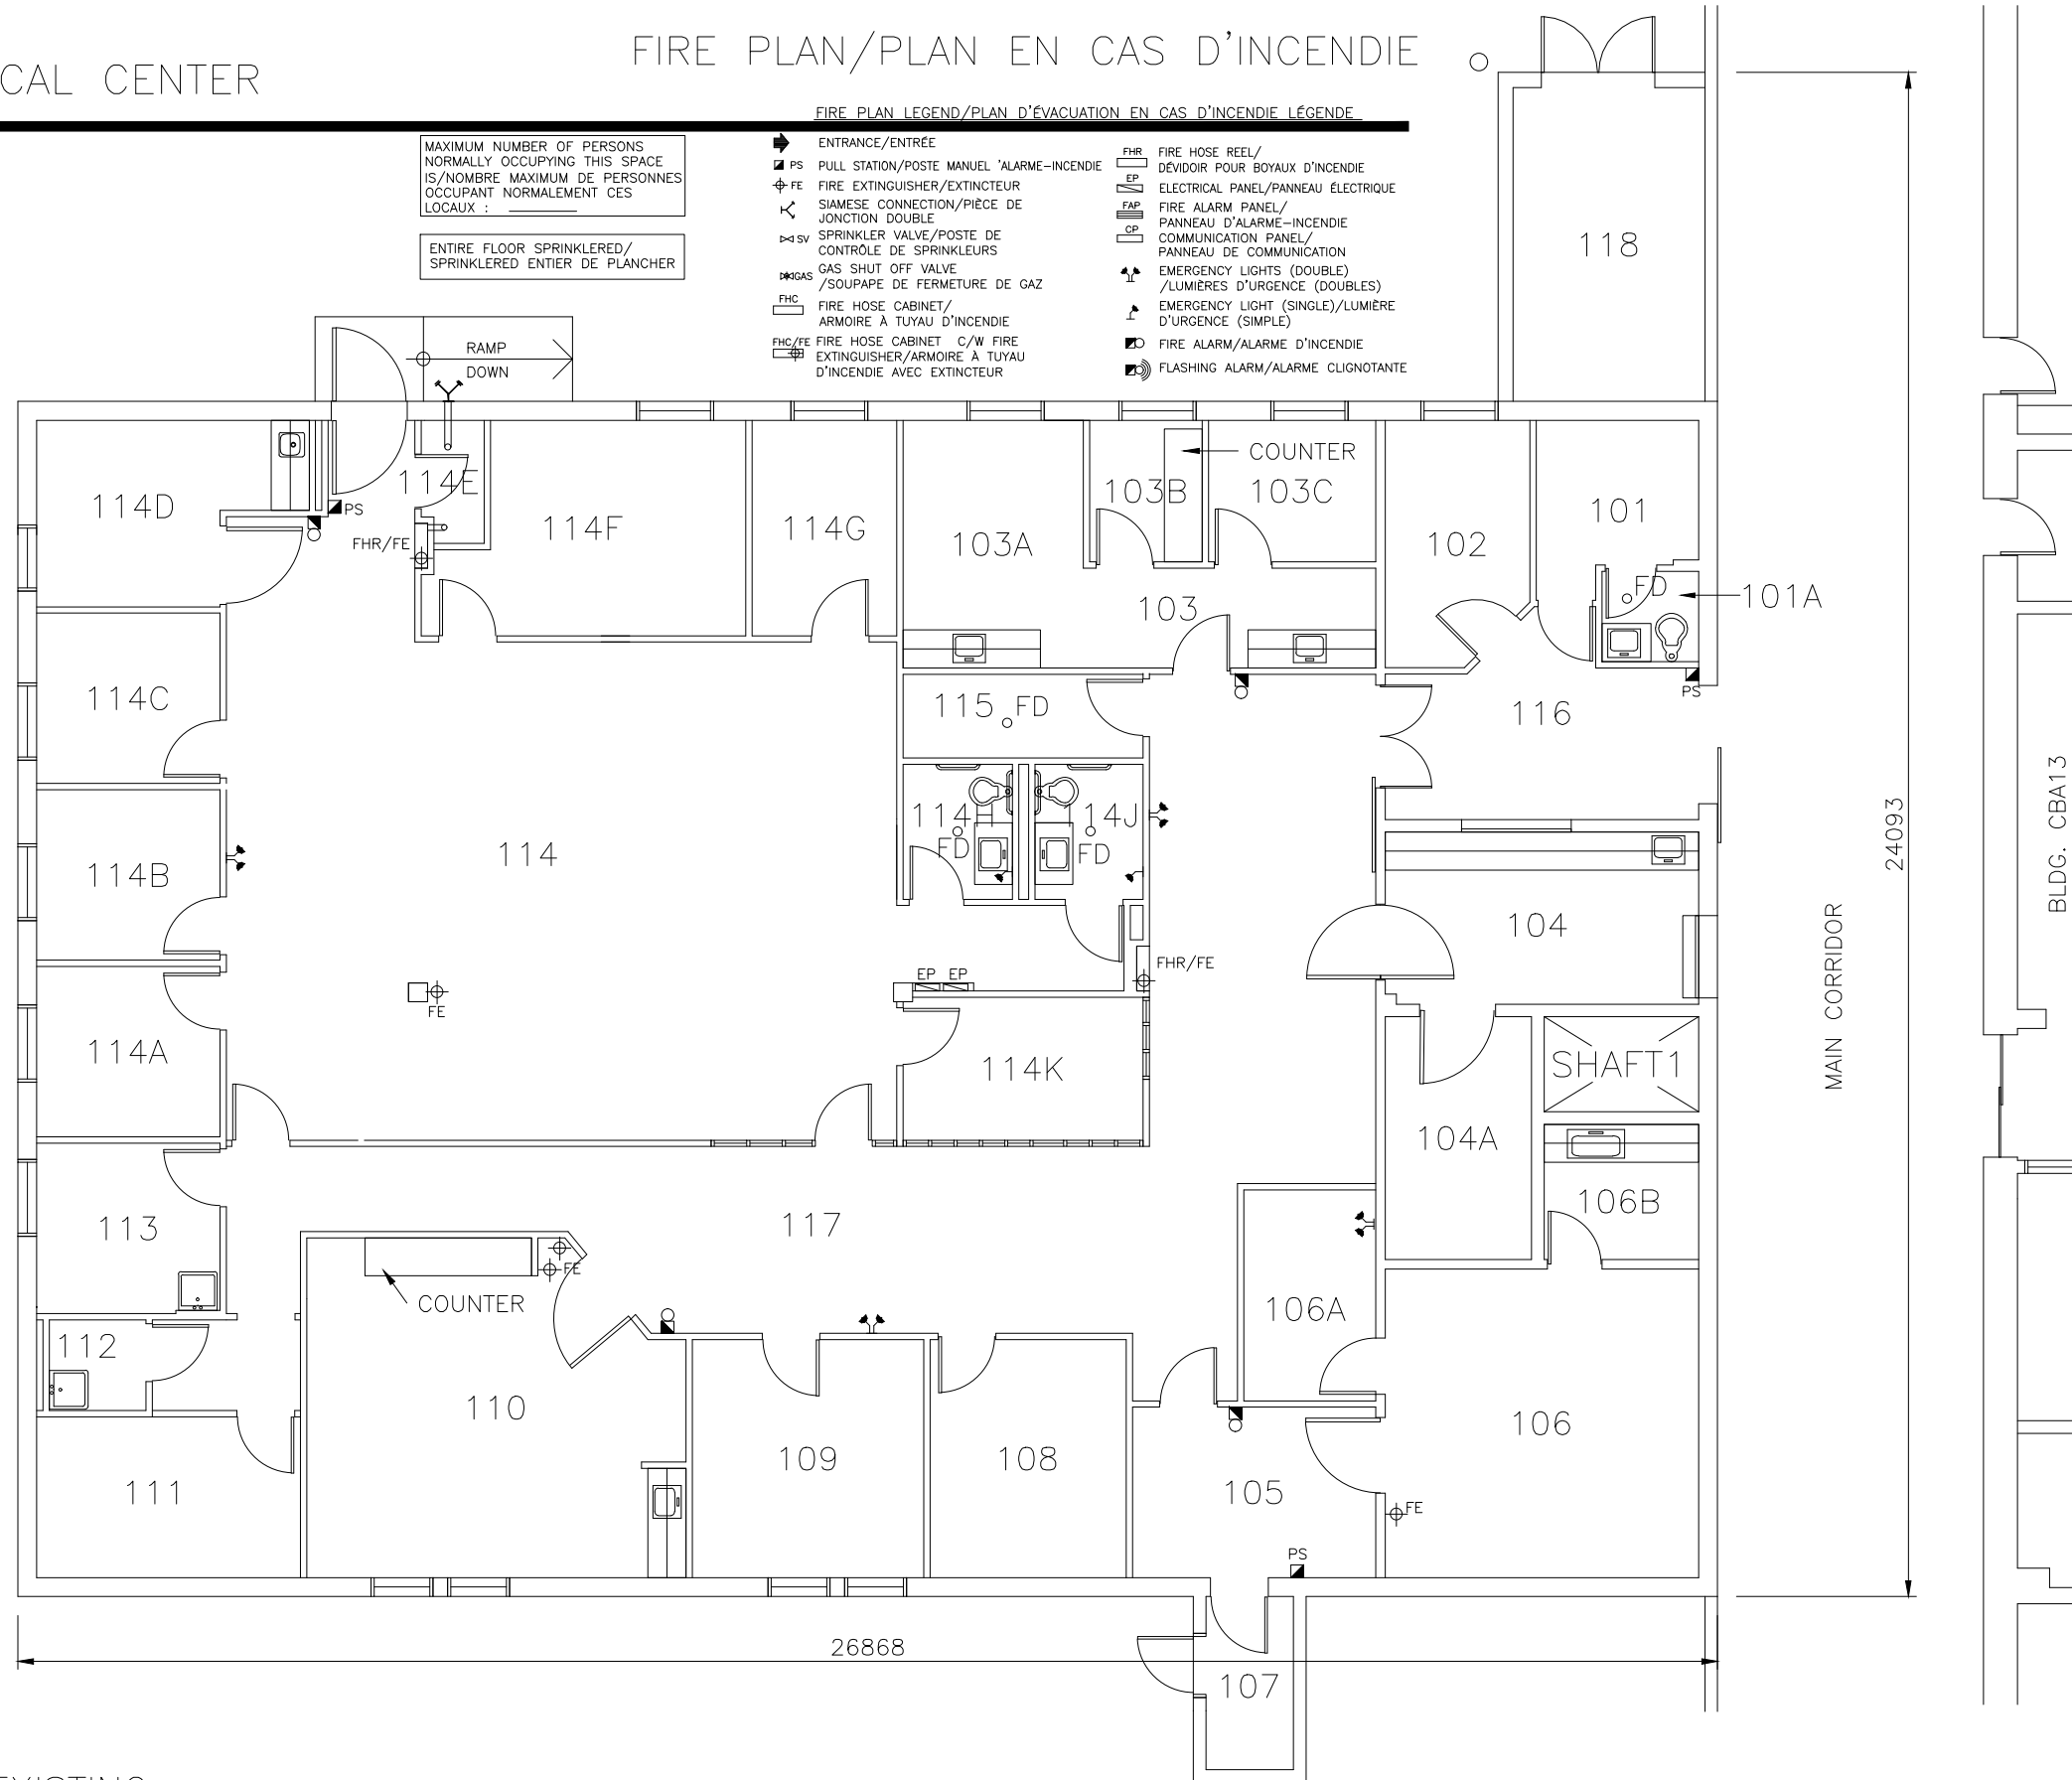 CAL CENTER
FIRE PLAN/PLAN EN CAS D'INCENDIE
FIRE PLAN LEGEND/PLAN D'ÉVACUATION EN CAS D'INCENDIE LÉGENDE
MAXIMUM NUMBER OF PERSONS
NORMALLY OCCUPYING THIS SPACE
IS/NOMBRE MAXIMUM DE PERSONNES
OCCUPANT NORMALEMENT CES
LOCAUX : ________
ENTIRE FLOOR SPRINKLERED/
SPRINKLERED ENTIER DE PLANCHER
ENTRANCE/ENTRÉE
PS PULL STATION/POSTE MANUEL 'ALARME-INCENDIE
FE FIRE EXTINGUISHER/EXTINCTEUR
SIAMESE CONNECTION/PIÈCE DE
JONCTION DOUBLE
SV SPRINKLER VALVE/POSTE DE
CONTRÔLE DE SPRINKLEURS
GAS GAS SHUT OFF VALVE
/SOUPAPE DE FERMETURE DE GAZ
FHC FIRE HOSE CABINET/
ARMOIRE À TUYAU D'INCENDIE
FHC/FE FIRE HOSE CABINET C/W FIRE
EXTINGUISHER/ARMOIRE À TUYAU
D'INCENDIE AVEC EXTINCTEUR
FHR FIRE HOSE REEL/
DÉVIDOIR POUR BOYAUX D'INCENDIE
EP ELECTRICAL PANEL/PANNEAU ÉLECTRIQUE
FAP FIRE ALARM PANEL/
PANNEAU D'ALARME-INCENDIE
CP COMMUNICATION PANEL/
PANNEAU DE COMMUNICATION
EMERGENCY LIGHTS (DOUBLE)
/LUMIÈRES D'URGENCE (DOUBLES)
EMERGENCY LIGHT (SINGLE)/LUMIÈRE
D'URGENCE (SIMPLE)
FIRE ALARM/ALARME D'INCENDIE
FLASHING ALARM/ALARME CLIGNOTANTE
118
RAMP
DOWN
COUNTER
114D
114E
103B
103C
PS
101
114F
114G
103A
102
FHR/FE
FD
101A
103
114C
PS
115
FD
116
114H
14J
FD
FD
114
114B
24093
BLDG. CBA13
104
MAIN CORRIDOR
FHR/FE
EP
EP
FE
114A
114K
SHAFT1
104A
106B
113
117
FE
COUNTER
106A
112
110
106
109
108
111
105
FE
PS
26868
107
EXISTING